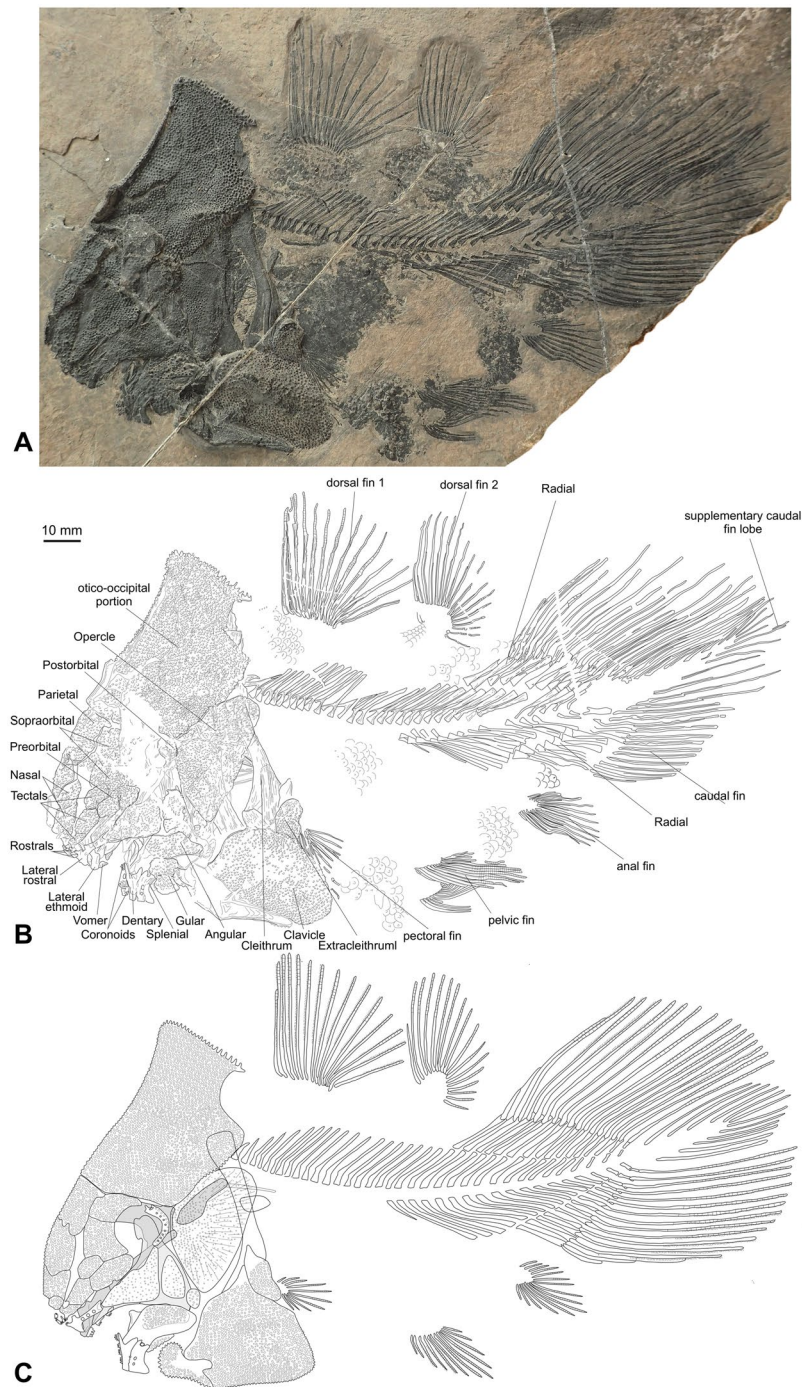 A
10 mm
dorsal fin 1
dorsal fin 2
Radial
supplementary caudal
fin lobe
otico-occipital
portion
Opercle
Postorbital
Parietal
Sopraorbital
Preorbital
Nasal
Tectals
Rostrals
Lateral
rostral
Lateral
ethmoid
Vomer
Coronoids
Dentary
Splenial
Gular
Angular
Cleithrum
Clavicle
Extracleithruml
pectoral fin
pelvic fin
anal fin
Radial
caudal fin
B
C